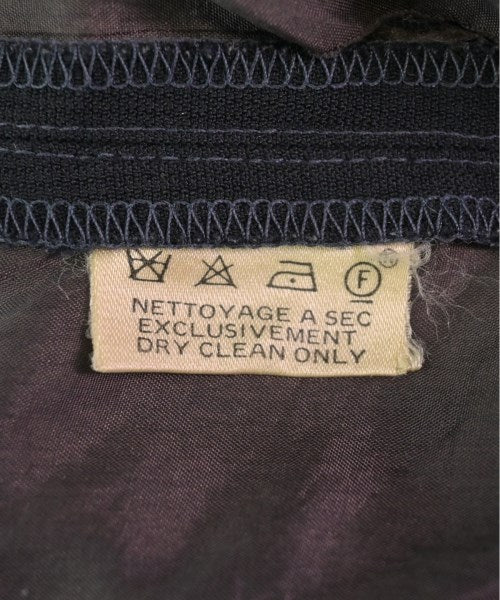 F
NETTOYAGE A SEC
EXCLUSIVEMENT
DRY CLEAN ONLY